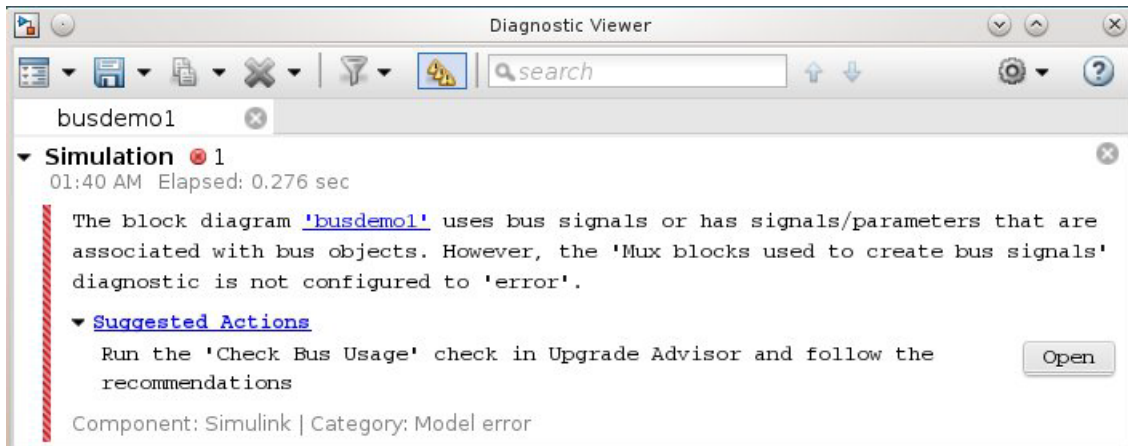 Diagnostic Viewer
search
busdemo1
Simulation 1
01:40 AM Elapsed: 0.276 sec
The block diagram 'busdemo1' uses bus signals or has signals/parameters that are
associated with bus objects. However, the 'Mux blocks used to create bus signals'
diagnostic is not configured to 'error'.
Suggested Actions
Run the 'Check Bus Usage' check in Upgrade Advisor and follow the
recommendations
Open
Component: Simulink | Category: Model error